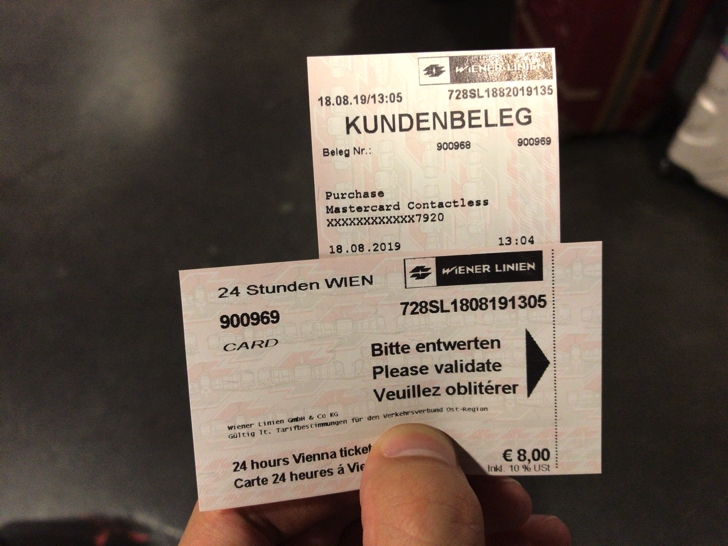 WIENER LINIEN
18.08.19/13:05 728SL1882019135
KUNDENBELEG
Beleg Nr.: 900968 900969
Purchase
Mastercard Contactless
XXXXXXXXXXXX7920
18.08.2019 13:04
24 Stunden WIEN WIENER LINIEN
900969 728SL1808191305
CARD
Bitte entwerten
Please validate
Veuillez oblitérer
Wiener Linien GmbH & Co KG
Gültig lt. Tarifbestimmungen für den Verkehrsverbund Ost-Region
24 hours Vienna ticket
Carte 24 heures á
€ 8,00
Inkl. 10 % USt